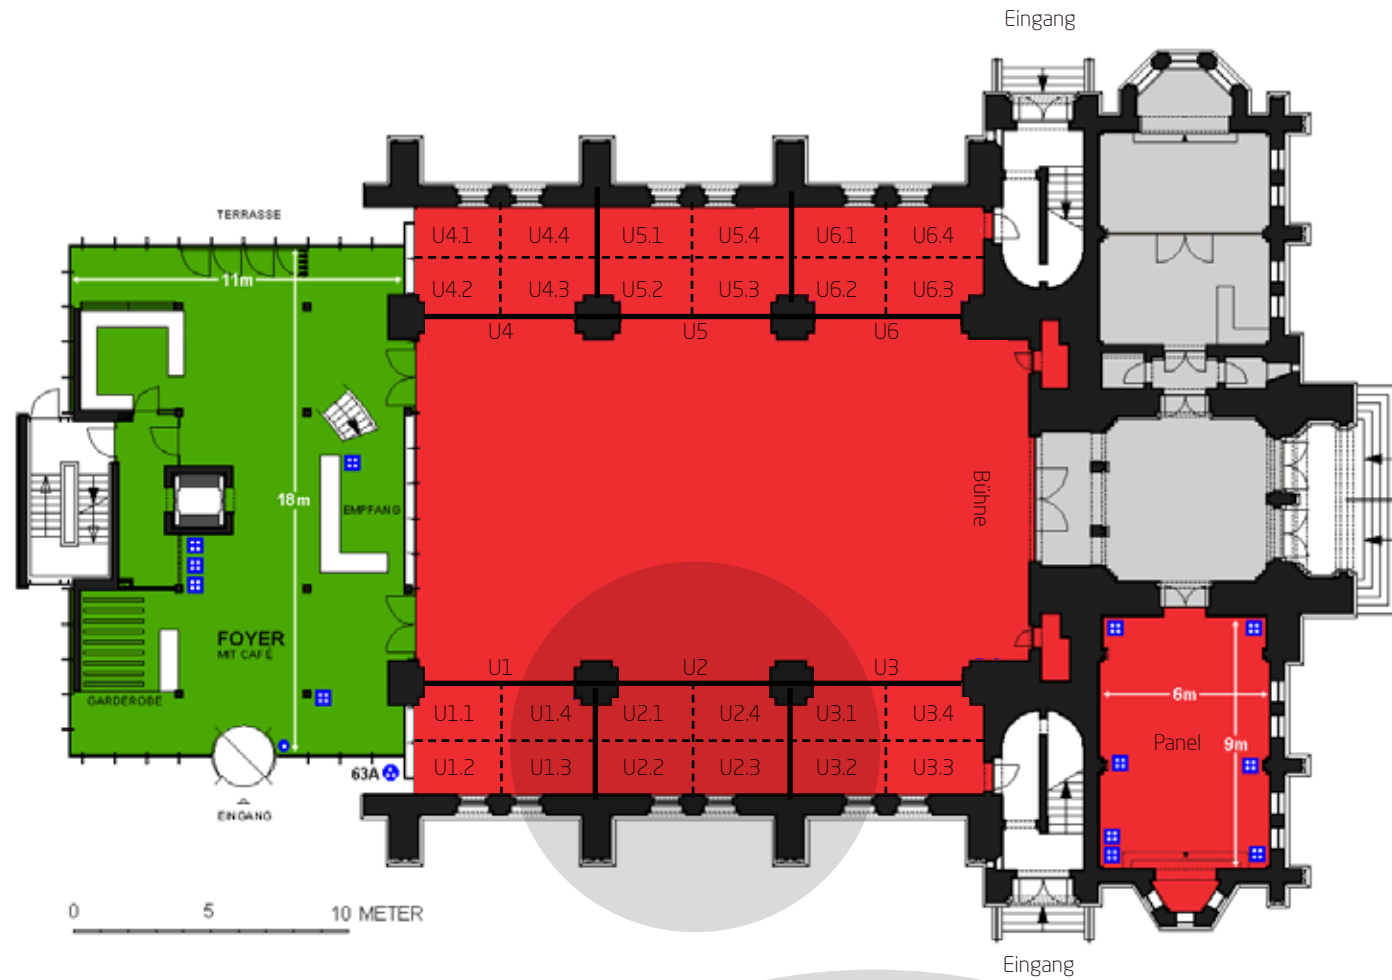 Eingang
TERRASSE
U4.1 U4.4 U5.1 U5.4 U6.1 U6.4
11m
U4.2 U4.3 U5.2 U5.3 U6.2 U6.3
U4 U5 U6
18m
EMPFANG
Bühne
FOYER
MIT CAFÉ
U1 U2 U3
GARDEROBE
6m
U1.1 U1.4 U2.1 U2.4 U3.1 U3.4
Panel
9m
U1.2 U1.3 U2.2 U2.3 U3.2 U3.3
63A
EINGANG
0 5 10 METER
Eingang